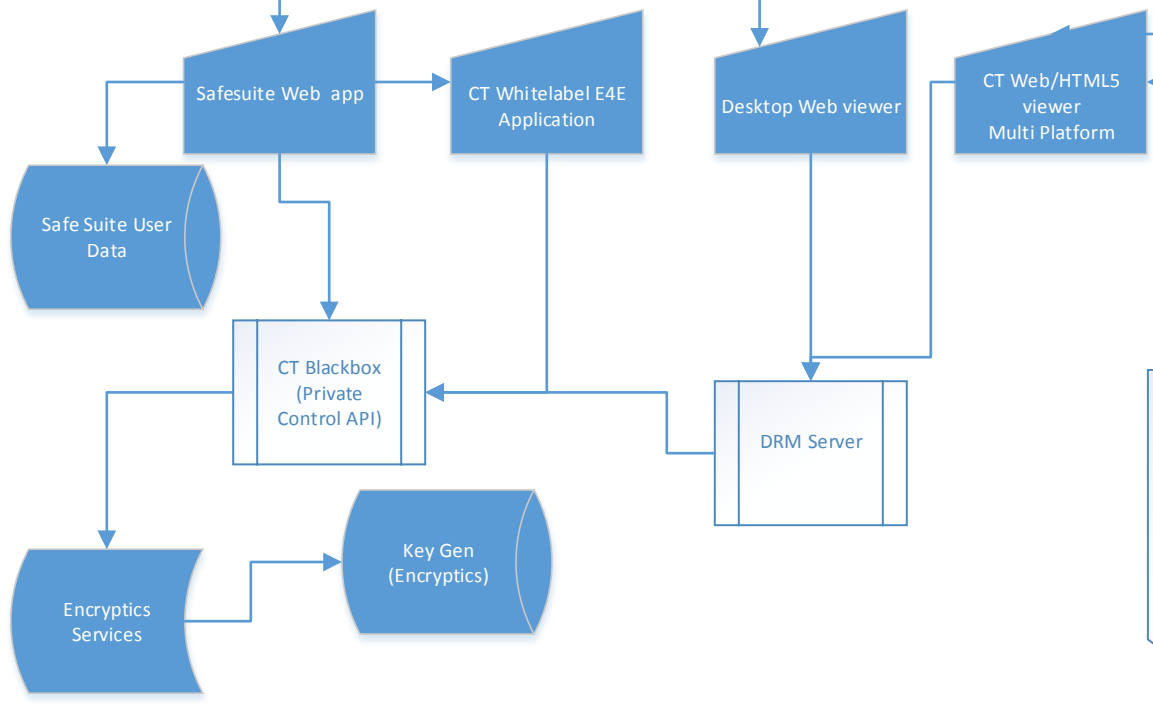 Safesuite Web app
CT Whitelabel E4E
Application
Desktop Web viewer
CT Web/HTML5
viewer
Multi Platform
Safe Suite User
Data
CT Blackbox
(Private
Control API)
DRM Server
Key Gen
(Encryptics)
Encryptics
Services